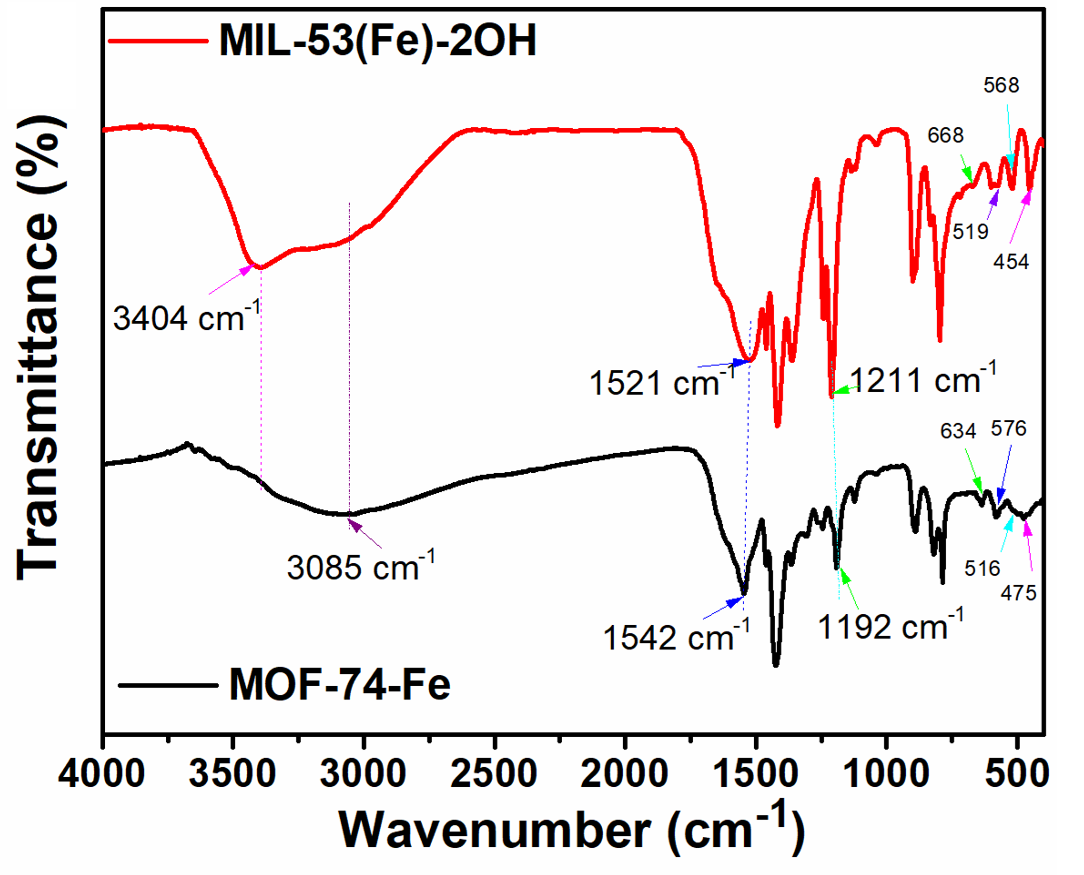 MIL-53(Fe)-2OH
568
668
519
454
3404 cm⁻¹
1521 cm⁻¹
1211 cm⁻¹
634
576
3085 cm⁻¹
516
475
1542 cm⁻¹
1192 cm⁻¹
MOF-74-Fe
Transmittance (%)
4000 3500 3000 2500 2000 1500 1000 500
Wavenumber (cm⁻¹)